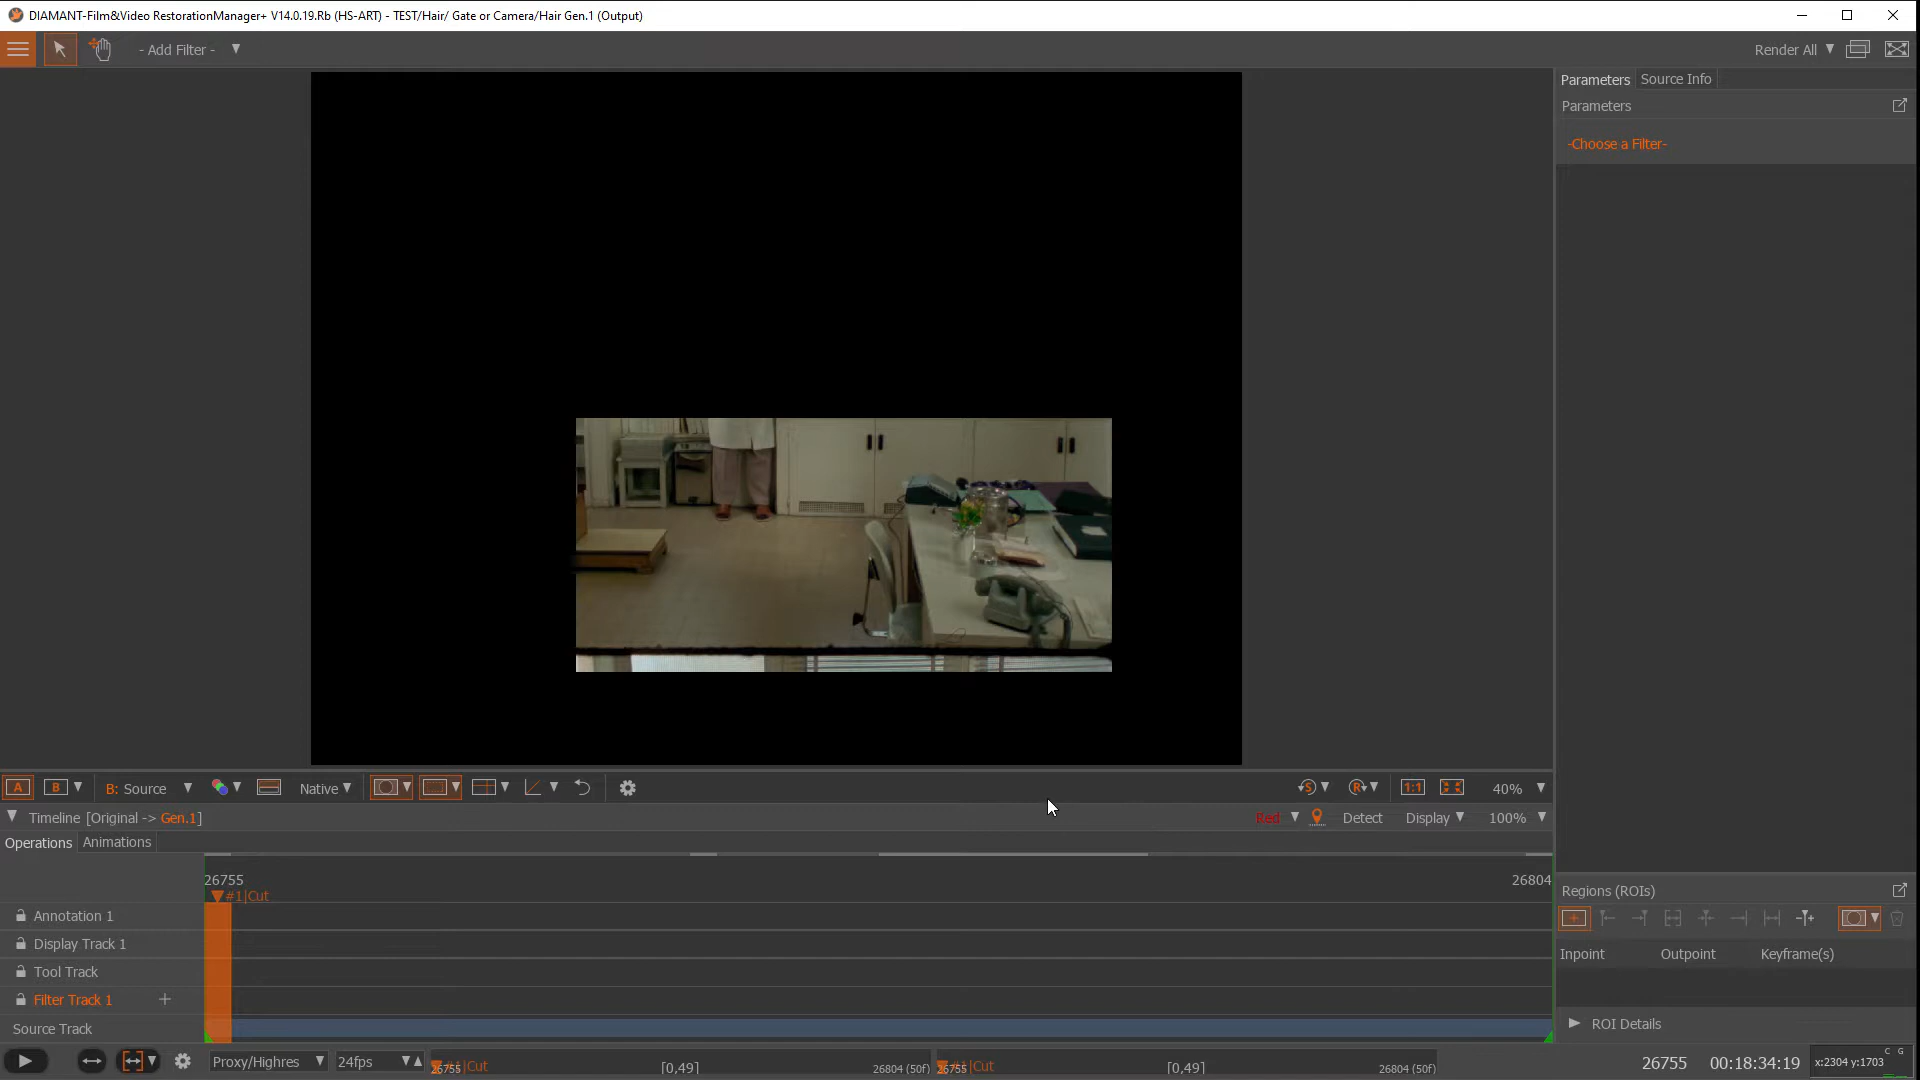 DIAMANT-Film&Video RestorationManager+ V14.0.19.Rb (HS-ART) - TEST/Hair/ Gate or Camera/Hair Gen.1 (Output)
- Add Filter -
Render All
Parameters Source Info
Parameters
-Choose a Filter-
A B B: Source Native S R 1:1 40%
Timeline [Original -> Gen.1] Red Detect Display 100%
Operations Animations
26755 26804
#1|Cut
Regions (ROIs)
Annotation 1
Display Track 1
Inpoint Outpoint Keyframe(s)
Tool Track
Filter Track 1 +
Source Track
ROI Details
Proxy/Highres 24fps 26755 #1|Cut [0,49] 26804 (50f) 26755 #1|Cut [0,49] 26804 (50f) 26755 00:18:34:19 x:2304 y:1703 C G